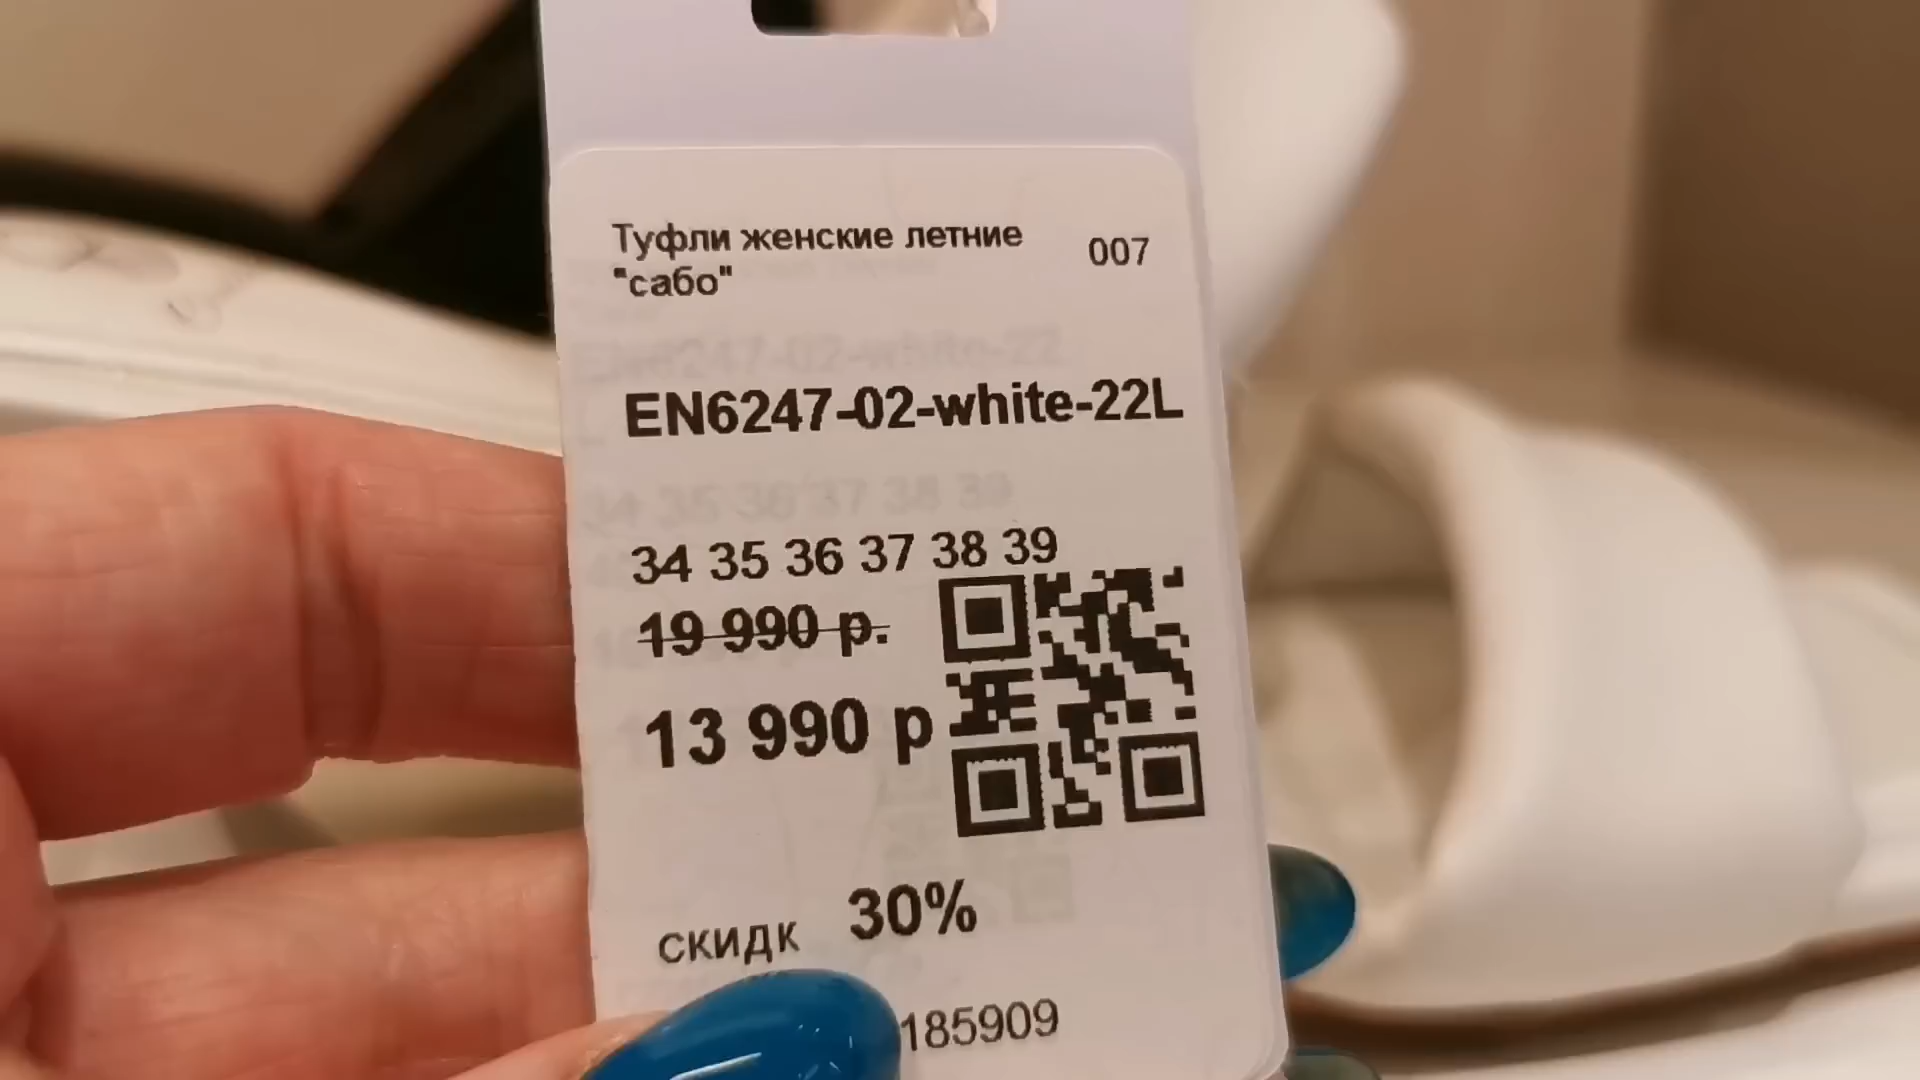 Туфли женские летние 007
"сабо"
EN6247-02-white-22L
34 35 36 37 38 39
19 990 р.
13 990 р
скидк 30%
185909